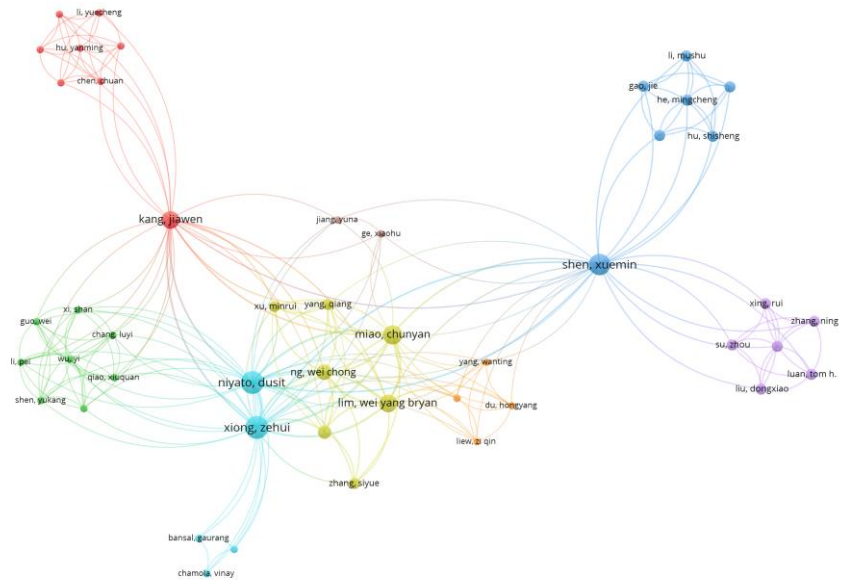 li, yuecheng
hu, yanming
chen, chuan
li, mushu
gao, jie
he, mingcheng
hu, shisheng
kang, jiawen
jiang, yuna
ge, xiaohu
shen, xuemin
xu, minrui
yang, qiang
xi, shan
guo, wei
chang, luyi
li, pei
wu, yi
qiao, xiuquan
shen, yukang
miao, chunyan
ng, wei chong
niyato, dusit
lim, wei yang bryan
xiong, zehui
yang, wanting
du, hongyang
liew, zi qin
zhang, siyue
xing, rui
zhang, ning
su, zhou
luan, tom h.
liu, dongxiao
bansal, gaurang
chamola, vinay